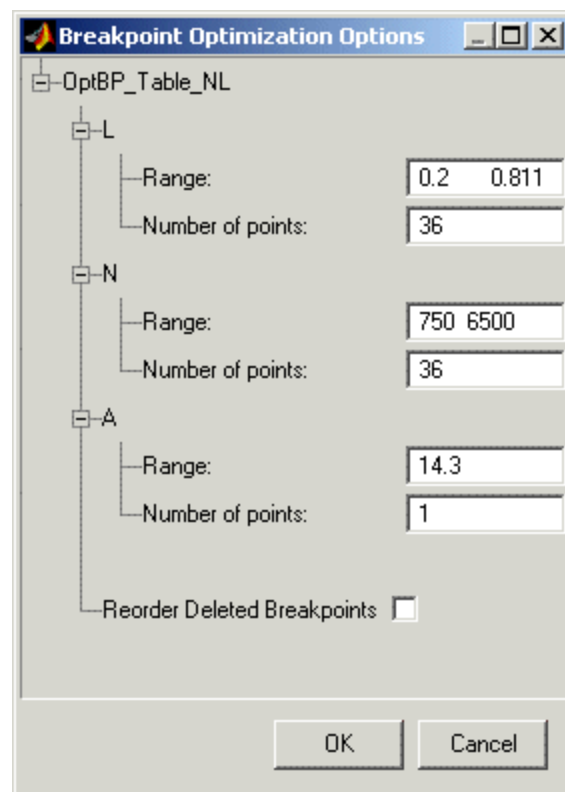 Breakpoint Optimization Options
OptBP_Table_NL
L
Range: 0.2 0.811
Number of points: 36
N
Range: 750 6500
Number of points: 36
A
Range: 14.3
Number of points: 1
Reorder Deleted Breakpoints
OK Cancel